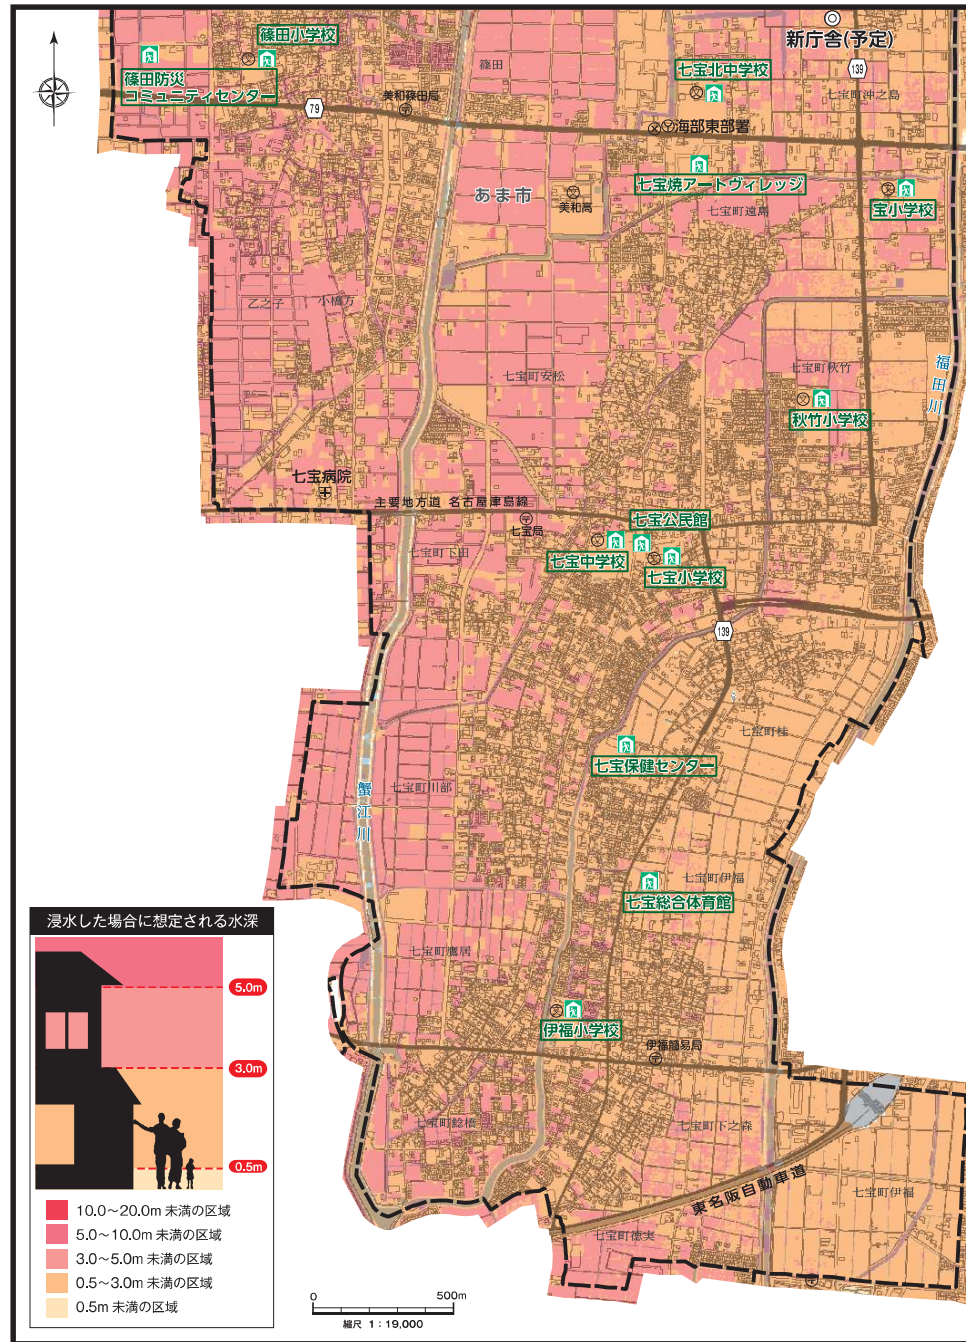 新庁舎(予定)
篠田小学校
139
篠田
七宝北中学校
篠田防災
コミュニティセンター
七宝町沖之島
美和篠田局
79
海部東部署
七宝焼アートヴィレッジ
あま市
美和高
七宝町遠島
宝小学校
乙之子
小橋方
七宝町安松
七宝町秋竹
福田川
秋竹小学校
七宝病院
主要地方道 名古屋津島線
七宝局
七宝公民館
七宝町下田
七宝中学校
七宝小学校
139
七宝町桂
七宝保健センター
七宝町川部
蟹江川
七宝町伊福
七宝総合体育館
七宝町鷹居
伊福小学校
伊福簡易局
七宝町鯰橋
七宝町下之森
東名阪自動車道
七宝町伊福
七宝町徳実
浸水した場合に想定される水深
5.0m
3.0m
0.5m
10.0～20.0m 未満の区域
5.0～10.0m 未満の区域
3.0～5.0m 未満の区域
0.5～3.0m 未満の区域
0.5m 未満の区域
0 500m
縮尺 1：19,000